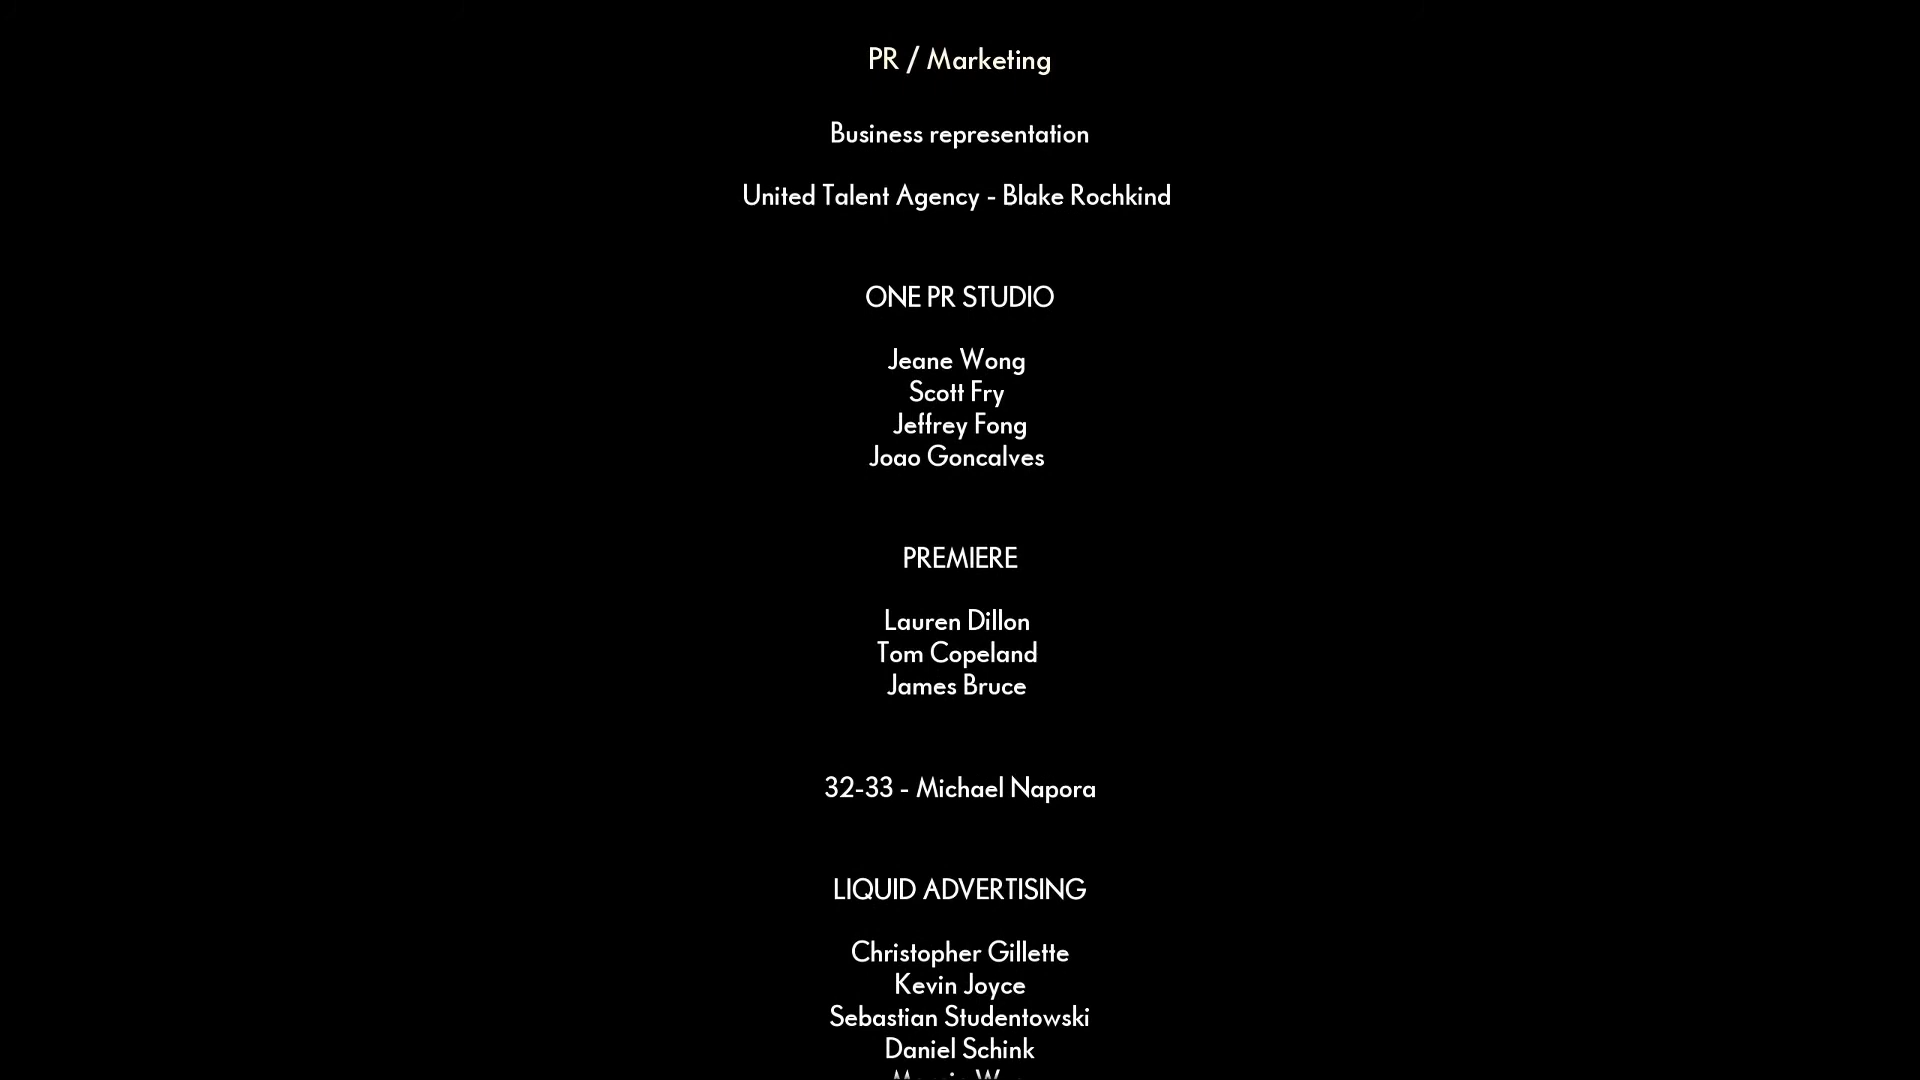 PR / Marketing
Business representation
United Talent Agency - Blake Rochkind
ONE PR STUDIO
Jeane Wong
Scott Fry
Jeffrey Fong
Joao Goncalves
PREMIERE
Lauren Dillon
Tom Copeland
James Bruce
32-33 - Michael Napora
LIQUID ADVERTISING
Christopher Gillette
Kevin Joyce
Sebastian Studentowski
Daniel Schink